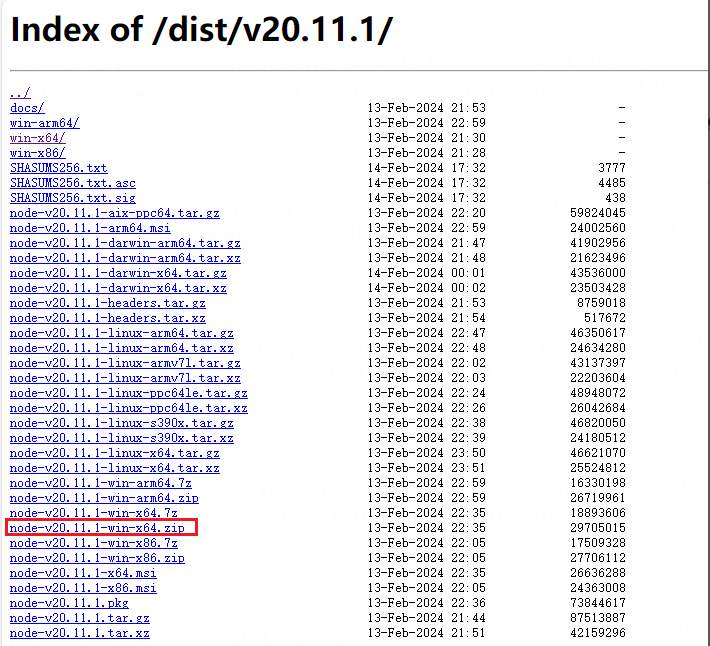 Index of /dist/v20.11.1/
../
docs/ 13-Feb-2024 21:53 -
win-arm64/ 13-Feb-2024 22:59 -
win-x64/ 13-Feb-2024 21:30 -
win-x86/ 13-Feb-2024 21:28 -
SHASUMS256.txt 14-Feb-2024 17:32 3777
SHASUMS256.txt.asc 14-Feb-2024 17:32 4485
SHASUMS256.txt.sig 14-Feb-2024 17:32 438
node-v20.11.1-aix-ppc64.tar.gz 13-Feb-2024 22:20 59824045
node-v20.11.1-arm64.msi 13-Feb-2024 22:59 24002560
node-v20.11.1-darwin-arm64.tar.gz 13-Feb-2024 21:47 41902956
node-v20.11.1-darwin-arm64.tar.xz 13-Feb-2024 21:48 21623496
node-v20.11.1-darwin-x64.tar.gz 14-Feb-2024 00:01 43536000
node-v20.11.1-darwin-x64.tar.xz 14-Feb-2024 00:02 23503428
node-v20.11.1-headers.tar.gz 13-Feb-2024 21:53 8759018
node-v20.11.1-headers.tar.xz 13-Feb-2024 21:54 517672
node-v20.11.1-linux-arm64.tar.gz 13-Feb-2024 22:47 46350617
node-v20.11.1-linux-arm64.tar.xz 13-Feb-2024 22:48 24634280
node-v20.11.1-linux-armv7l.tar.gz 13-Feb-2024 22:02 43137397
node-v20.11.1-linux-armv7l.tar.xz 13-Feb-2024 22:03 22203604
node-v20.11.1-linux-ppc64le.tar.gz 13-Feb-2024 22:24 48948072
node-v20.11.1-linux-ppc64le.tar.xz 13-Feb-2024 22:26 26042684
node-v20.11.1-linux-s390x.tar.gz 13-Feb-2024 22:38 46820050
node-v20.11.1-linux-s390x.tar.xz 13-Feb-2024 22:39 24180512
node-v20.11.1-linux-x64.tar.gz 13-Feb-2024 23:50 46621070
node-v20.11.1-linux-x64.tar.xz 13-Feb-2024 23:51 25524812
node-v20.11.1-win-arm64.7z 13-Feb-2024 22:59 16330198
node-v20.11.1-win-arm64.zip 13-Feb-2024 22:59 26719961
node-v20.11.1-win-x64.7z 13-Feb-2024 22:35 18893606
node-v20.11.1-win-x64.zip 13-Feb-2024 22:35 29705015
node-v20.11.1-win-x86.7z 13-Feb-2024 22:05 17509328
node-v20.11.1-win-x86.zip 13-Feb-2024 22:05 27706112
node-v20.11.1-x64.msi 13-Feb-2024 22:35 26636288
node-v20.11.1-x86.msi 13-Feb-2024 22:05 24363008
node-v20.11.1.pkg 13-Feb-2024 22:36 73844617
node-v20.11.1.tar.gz 13-Feb-2024 21:44 87513887
node-v20.11.1.tar.xz 13-Feb-2024 21:51 42159296